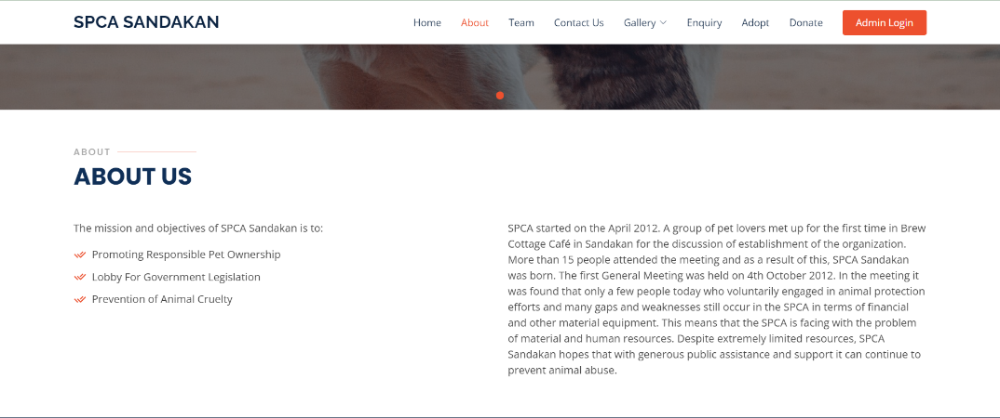 SPCA SANDAKAN
Home About Team Contact Us Gallery Enquiry Adopt Donate Admin Login
ABOUT
ABOUT US
The mission and objectives of SPCA Sandakan is to:
Promoting Responsible Pet Ownership
Lobby For Government Legislation
Prevention of Animal Cruelty
SPCA started on the April 2012. A group of pet lovers met up for the first time in Brew
Cottage Café in Sandakan for the discussion of establishment of the organization.
More than 15 people attended the meeting and as a result of this, SPCA Sandakan
was born. The first General Meeting was held on 4th October 2012. In the meeting it
was found that only a few people today who voluntarily engaged in animal protection
efforts and many gaps and weaknesses still occur in the SPCA in terms of financial
and other material equipment. This means that the SPCA is facing with the problem
of material and human resources. Despite extremely limited resources, SPCA
Sandakan hopes that with generous public assistance and support it can continue to
prevent animal abuse.